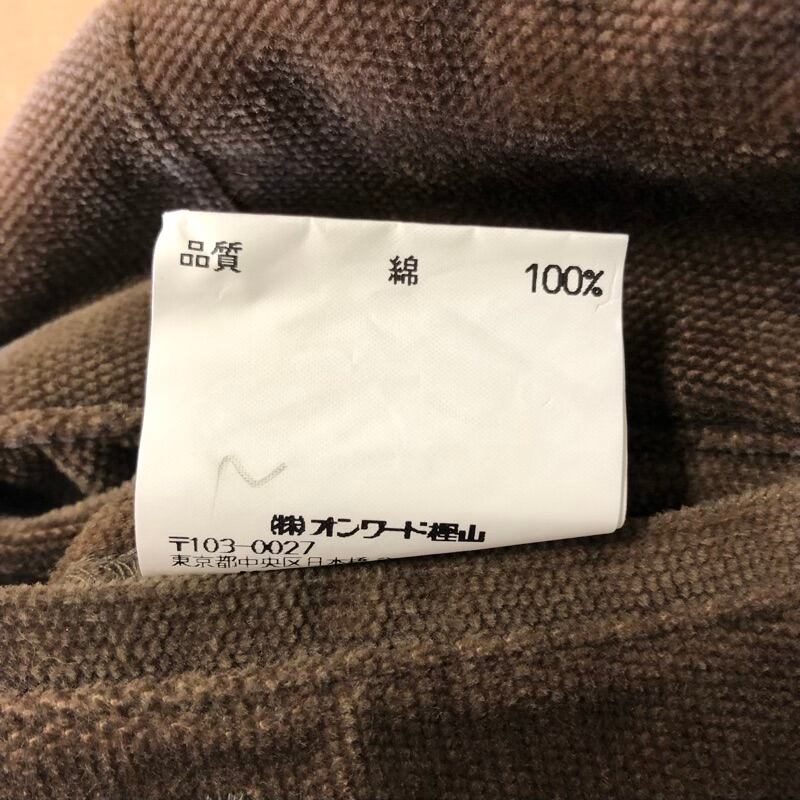 品質 綿 100%
(株)オンワード樫山
〒103-0027
東京都中央区日本橋